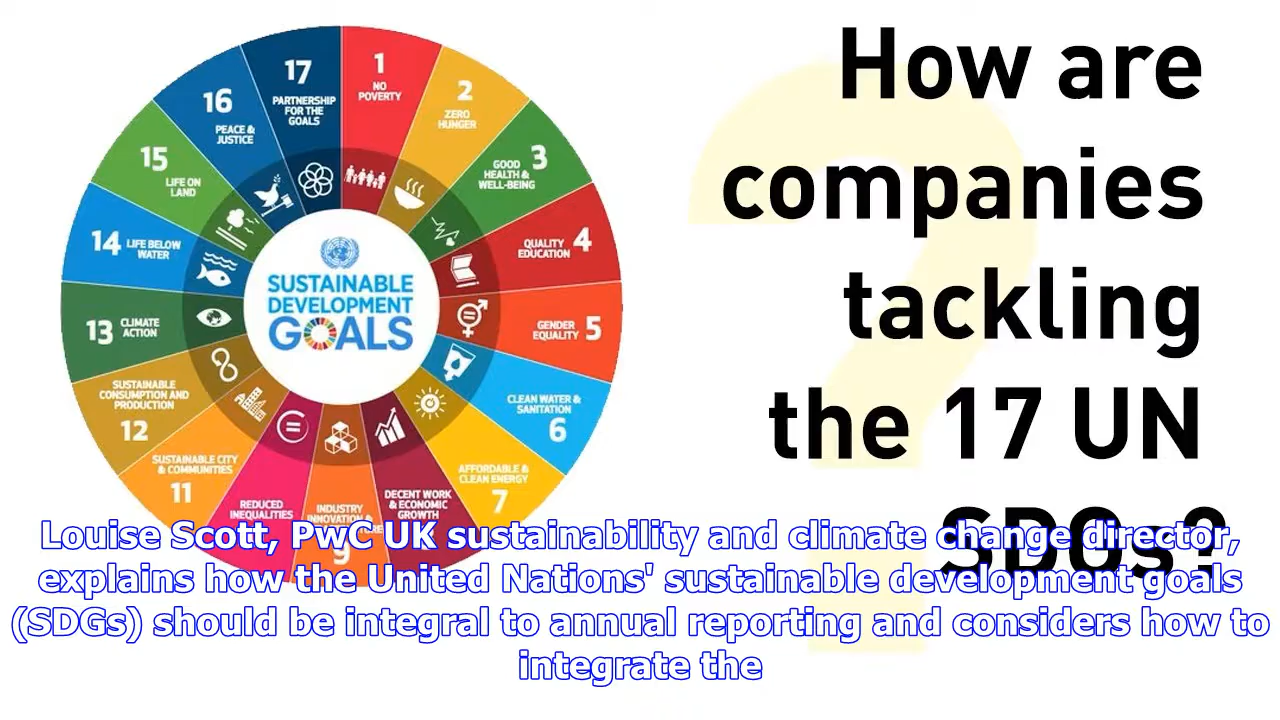 How are
companies
tackling
the 17 UN
SDGs?
SUSTAINABLE
DEVELOPMENT
GOALS
1
NO
POVERTY
2
ZERO
HUNGER
3
GOOD
HEALTH &
WELL-BEING
4
QUALITY
EDUCATION
5
GENDER
EQUALITY
CLEAN WATER &
SANITATION
6
AFFORDABLE &
CLEAN ENERGY
7
DECENT WORK
& ECONOMIC
GROWTH
INDUSTRY
INNOVATION &
9
REDUCED
INEQUALITIES
SUSTAINABLE CITY
& COMMUNITIES
11
SUSTAINABLE
CONSUMPTION AND
PRODUCTION
12
13
CLIMATE
ACTION
14
LIFE BELOW
WATER
15
LIFE ON
LAND
16
PEACE &
JUSTICE
17
PARTNERSHIP
FOR THE
GOALS
Louise Scott, PwC UK sustainability and climate change director,
explains how the United Nations' sustainable development goals
(SDGs) should be integral to annual reporting and considers how to
integrate the